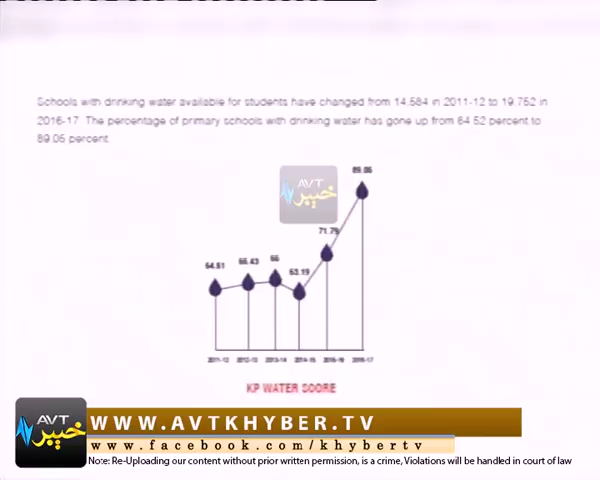 Schools with drinking water available for students have changed from 14,584 in 2011-12 to 19,752 in
2016-17. The percentage of primary schools with drinking water has gone up from 64.52 percent to
89.05 percent
AVT
خیبر
89.06
71.79
64.51 66.43 66 63.19
2011-12 2012-13 2013-14 2014-15 2015-16 2016-17
KP WATER SCORE
AVT
خیبر
WWW.AVTKHYBER.TV
www.facebook.com/khybertv
Note: Re-Uploading our content without prior written permission, is a crime, Violations will be handled in court of law